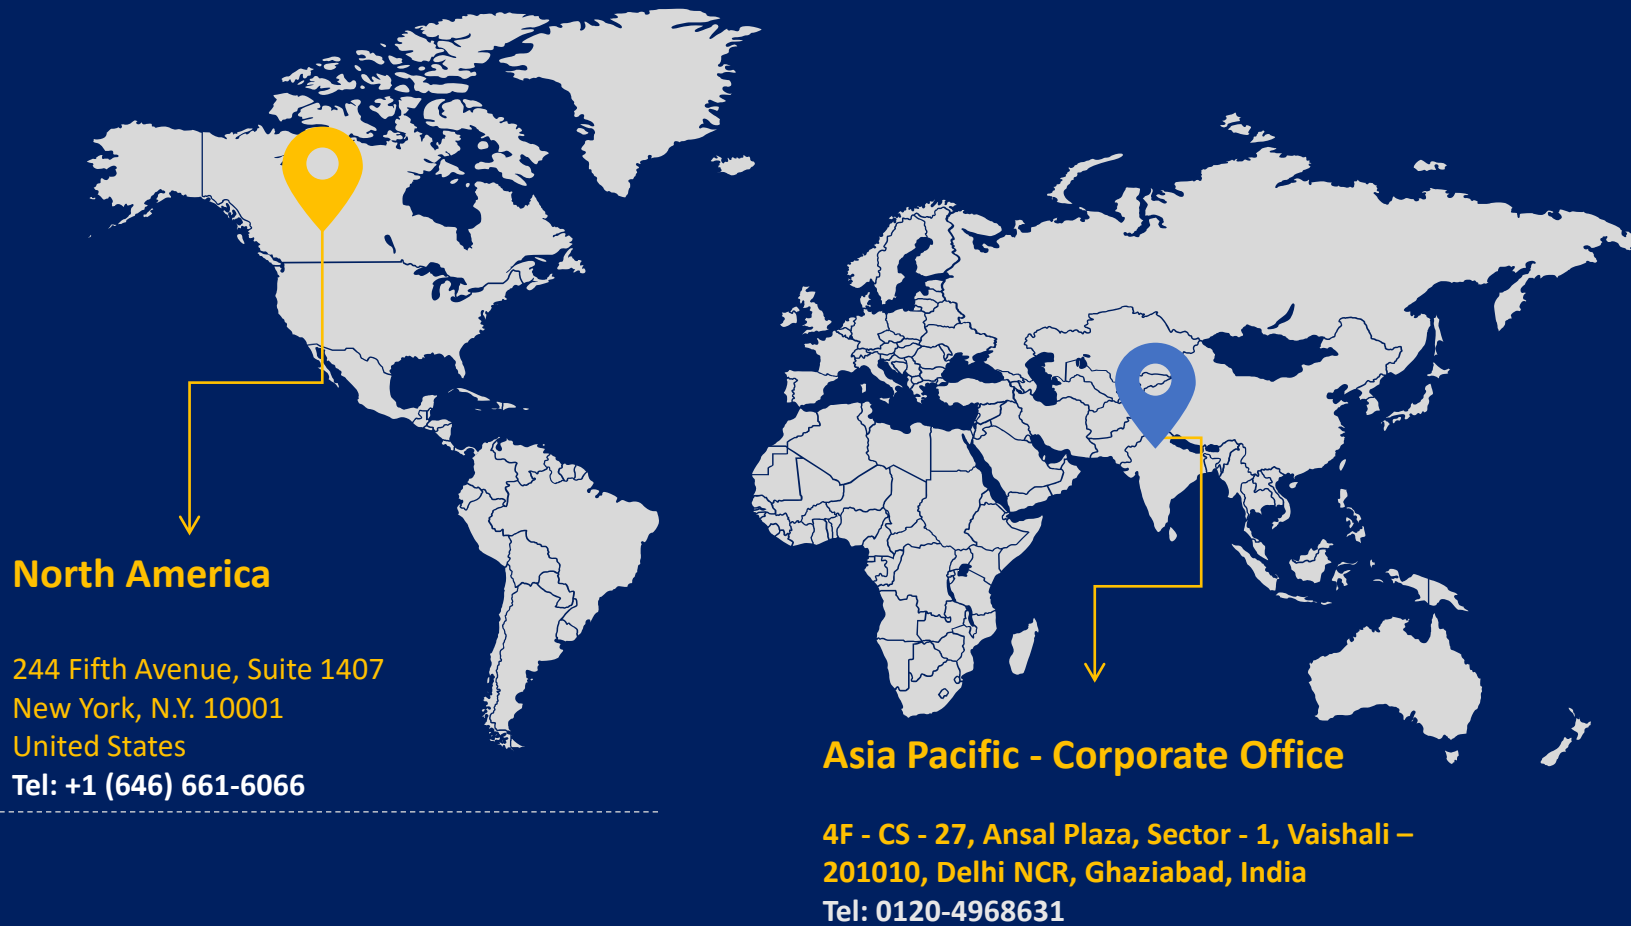 North America
244 Fifth Avenue, Suite 1407
New York, N.Y. 10001
United States
Tel: +1 (646) 661-6066
Asia Pacific - Corporate Office
4F - CS - 27, Ansal Plaza, Sector - 1, Vaishali –
201010, Delhi NCR, Ghaziabad, India
Tel: 0120-4968631